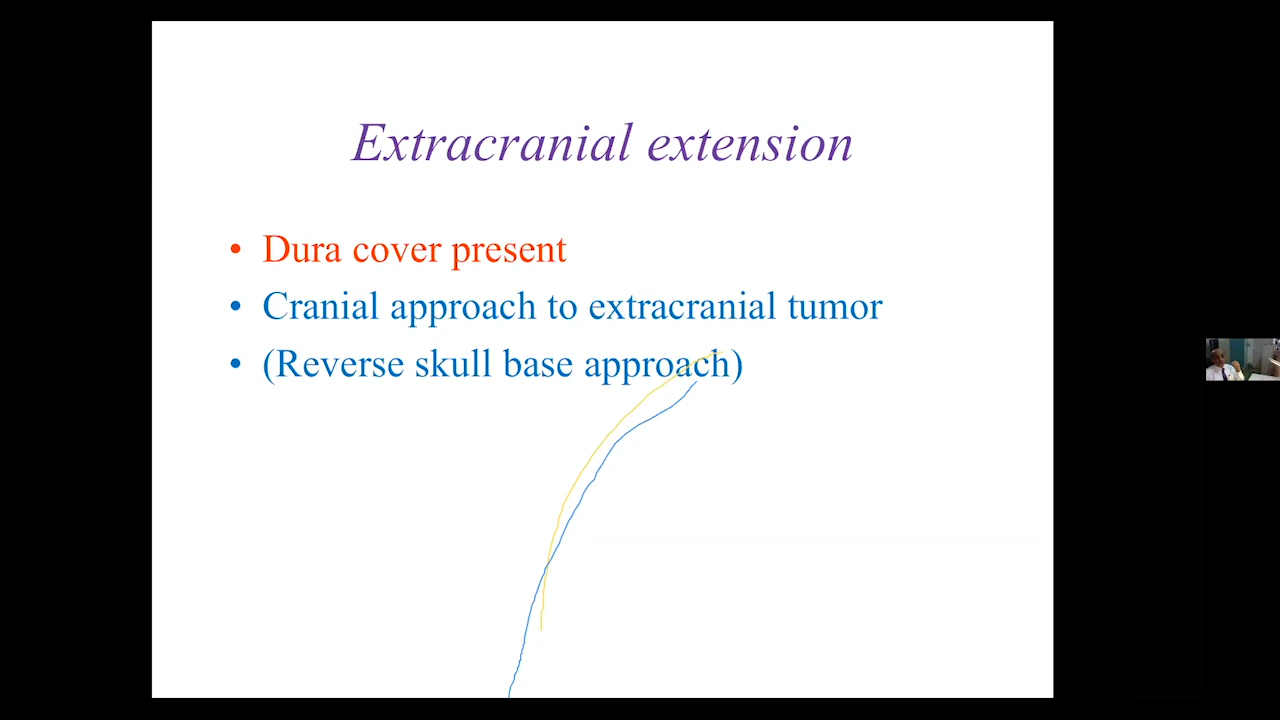 Extracranial extension
• Dura cover present
• Cranial approach to extracranial tumor
• (Reverse skull base approach)